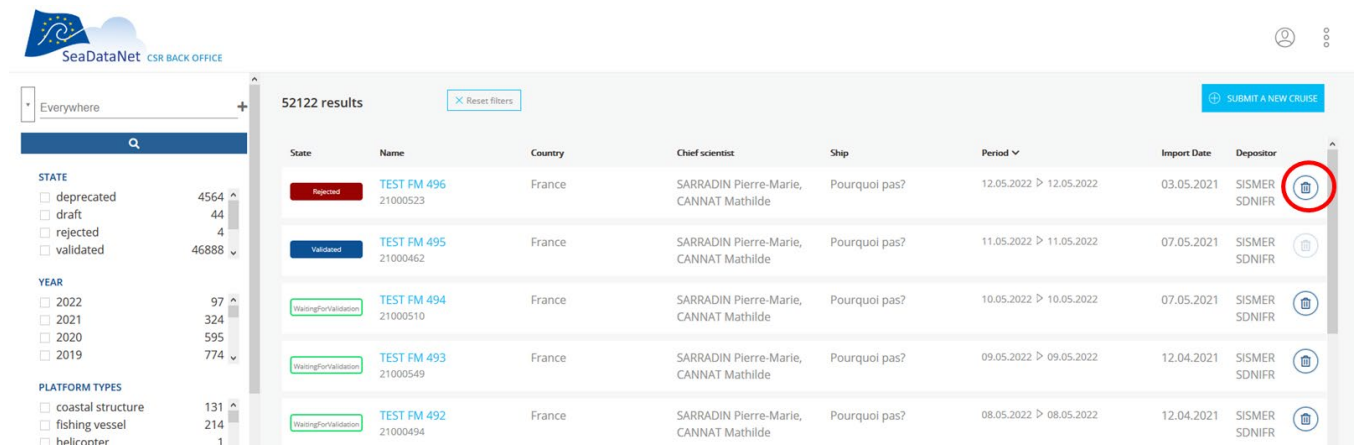 SeaDataNet CSR BACK OFFICE
Everywhere
52122 results
Reset filters
SUBMIT A NEW CRUISE
STATE
deprecated 4564
draft 44
rejected 4
validated 46888
YEAR
2022 97
2021 324
2020 595
2019 774
PLATFORM TYPES
coastal structure 131
fishing vessel 214
helicopter 1
State Name Country Chief scientist Ship Period Import Date Depositor
Rejected TEST FM 496 France SARRADIN Pierre-Marie, Pourquoi pas? 12.05.2022 12.05.2022 03.05.2021 SISMER
21000523 CANNAT Mathilde SDNIFR
Validated TEST FM 495 France SARRADIN Pierre-Marie, Pourquoi pas? 11.05.2022 11.05.2022 07.05.2021 SISMER
21000462 CANNAT Mathilde SDNIFR
WaitingForValidation TEST FM 494 France SARRADIN Pierre-Marie, Pourquoi pas? 10.05.2022 10.05.2022 07.05.2021 SISMER
21000510 CANNAT Mathilde SDNIFR
WaitingForValidation TEST FM 493 France SARRADIN Pierre-Marie, Pourquoi pas? 09.05.2022 09.05.2022 12.04.2021 SISMER
21000549 CANNAT Mathilde SDNIFR
WaitingForValidation TEST FM 492 France SARRADIN Pierre-Marie, Pourquoi pas? 08.05.2022 08.05.2022 12.04.2021 SISMER
21000494 CANNAT Mathilde SDNIFR